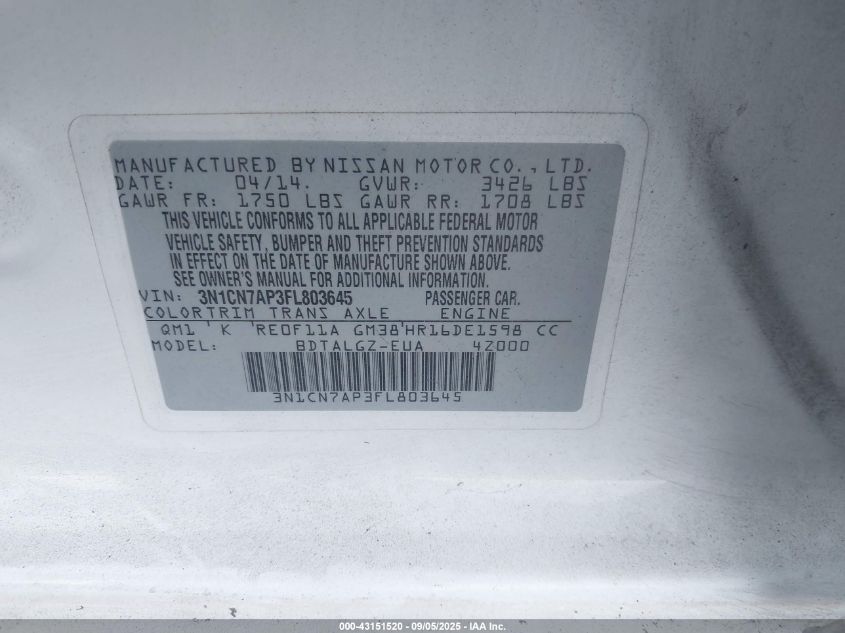 MANUFACTURED BY NISSAN MOTOR CO., LTD.
DATE: 04/14. GVWR: 3426 LBS
GAWR FR: 1750 LBS GAWR RR: 1708 LBS
THIS VEHICLE CONFORMS TO ALL APPLICABLE FEDERAL MOTOR
VEHICLE SAFETY, BUMPER AND THEFT PREVENTION STANDARDS
IN EFFECT ON THE DATE OF MANUFACTURE SHOWN ABOVE.
SEE OWNER'S MANUAL FOR ADDITIONAL INFORMATION.
VIN: 3N1CN7AP3FL803645 PASSENGER CAR.
COLOR TRIM TRANS AXLE ENGINE
QM1 ' K 'RE0F11A GM38'HR16DE1598 CC
MODEL: BDTALGZ-EUA 4Z000
3N1CN7AP3FL803645
000-43151520 - 09/05/2025 - IAA Inc.